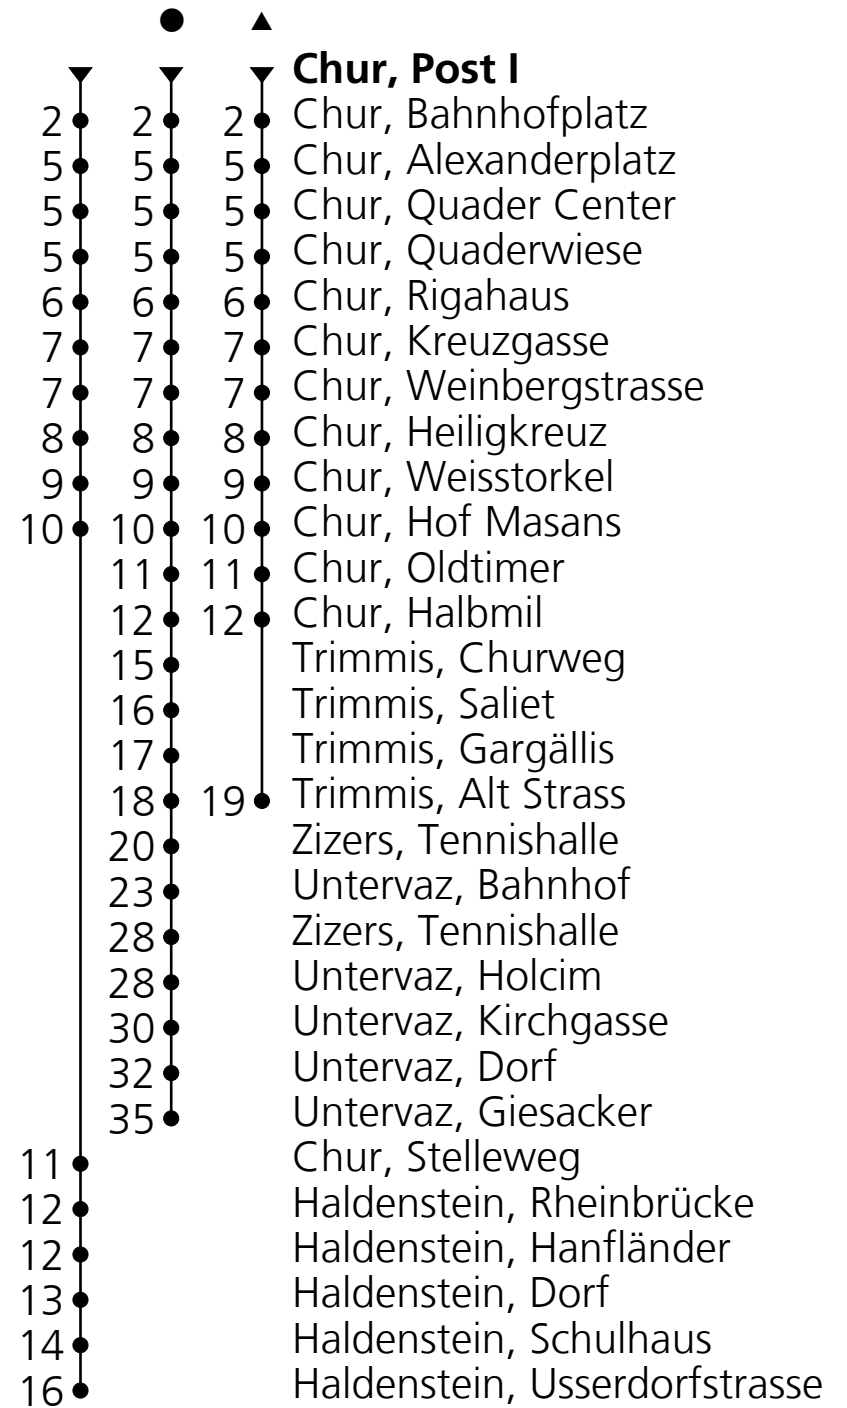 Chur, Post I
2 2 2 Chur, Bahnhofplatz
5 5 5 Chur, Alexanderplatz
5 5 5 Chur, Quader Center
5 5 5 Chur, Quaderwiese
6 6 6 Chur, Rigahaus
7 7 7 Chur, Kreuzgasse
7 7 7 Chur, Weinbergstrasse
8 8 8 Chur, Heiligkreuz
9 9 9 Chur, Weisstorkel
10 10 10 Chur, Hof Masans
11 11 Chur, Oldtimer
12 12 Chur, Halbmil
15 Trimmis, Churweg
16 Trimmis, Saliet
17 Trimmis, Gargällis
18 19 Trimmis, Alt Strass
20 Zizers, Tennishalle
23 Untervaz, Bahnhof
28 Zizers, Tennishalle
28 Untervaz, Holcim
30 Untervaz, Kirchgasse
32 Untervaz, Dorf
35 Untervaz, Giesacker
11 Chur, Stelleweg
12 Haldenstein, Rheinbrücke
12 Haldenstein, Hanfländer
13 Haldenstein, Dorf
14 Haldenstein, Schulhaus
16 Haldenstein, Usserdorfstrasse